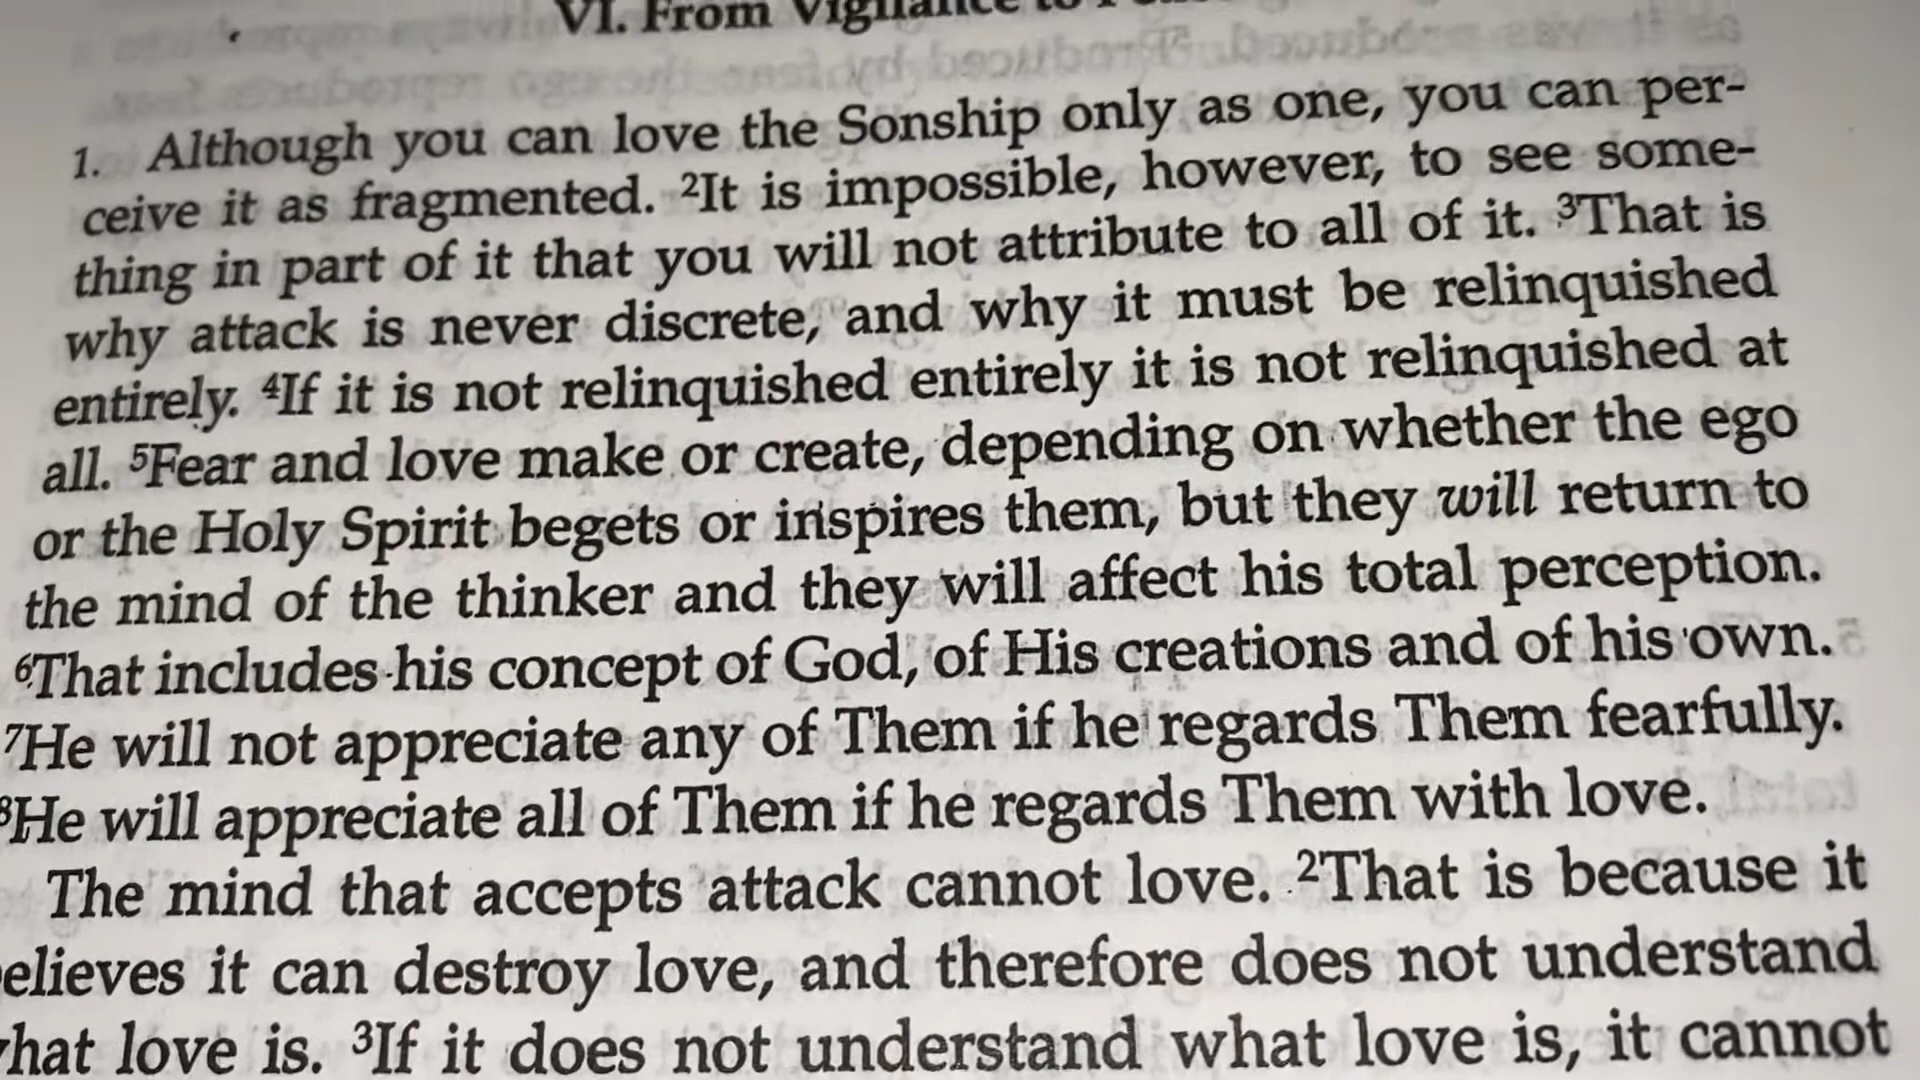 VI. From Vigilance to
1. Although you can love the Sonship only as one, you can per-
ceive it as fragmented. ²It is impossible, however, to see some-
thing in part of it that you will not attribute to all of it. ³That is
why attack is never discrete, and why it must be relinquished
entirely. ⁴If it is not relinquished entirely it is not relinquished at
all. ⁵Fear and love make or create, depending on whether the ego
or the Holy Spirit begets or inspires them, but they will return to
the mind of the thinker and they will affect his total perception.
⁶That includes his concept of God, of His creations and of his own.
⁷He will not appreciate any of Them if he regards Them fearfully.
⁸He will appreciate all of Them if he regards Them with love.
The mind that accepts attack cannot love. ²That is because it
elieves it can destroy love, and therefore does not understand
hat love is. ³If it does not understand what love is, it cannot